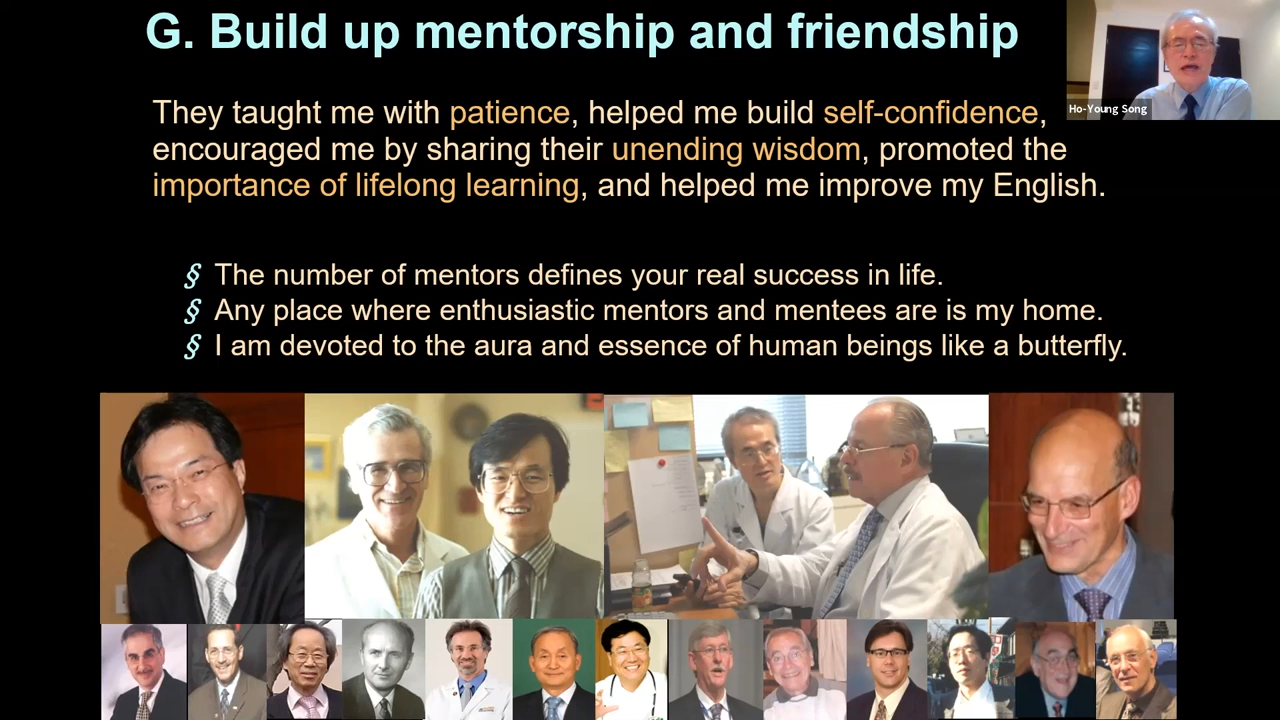 G. Build up mentorship and friendship
Ho-Young Song
They taught me with patience, helped me build self-confidence,
encouraged me by sharing their unending wisdom, promoted the
importance of lifelong learning, and helped me improve my English.
§ The number of mentors defines your real success in life.
§ Any place where enthusiastic mentors and mentees are is my home.
§ I am devoted to the aura and essence of human beings like a butterfly.